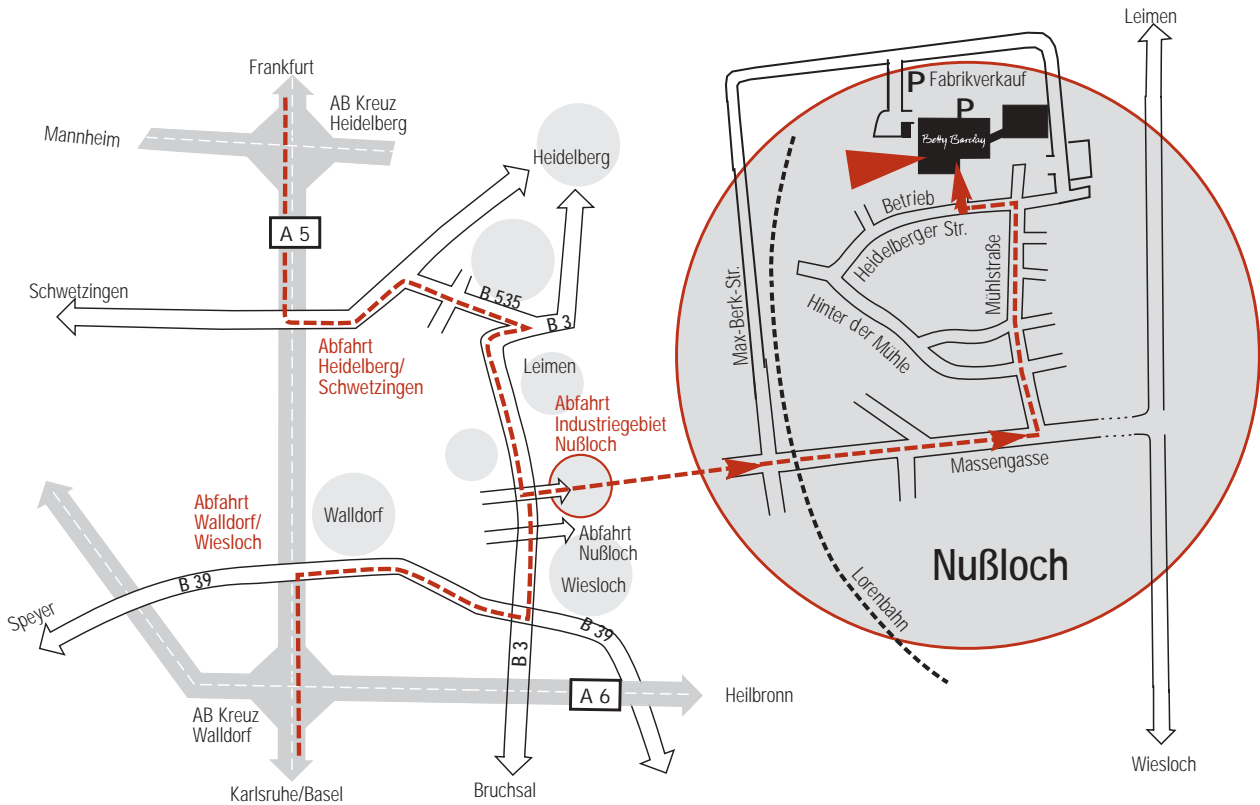 Frankfurt
AB Kreuz
Heidelberg
Mannheim
Heidelberg
A 5
Schwetzingen
B 535
B 3
Abfahrt
Heidelberg/
Schwetzingen
Leimen
Abfahrt
Industriegebiet
Nußloch
Abfahrt
Walldorf/
Wiesloch
Walldorf
Abfahrt
Nußloch
Wiesloch
B 39
Speyer
B 39
B 3
A 6
Heilbronn
AB Kreuz
Walldorf
Karlsruhe/Basel
Bruchsal
Leimen
P Fabrikverkauf
P
Betty Barclay
Betrieb
Heidelberger Str.
Mühlstraße
Max-Berk-Str.
Hinter der Mühle
Massengasse
Nußloch
Lorenbahn
Wiesloch